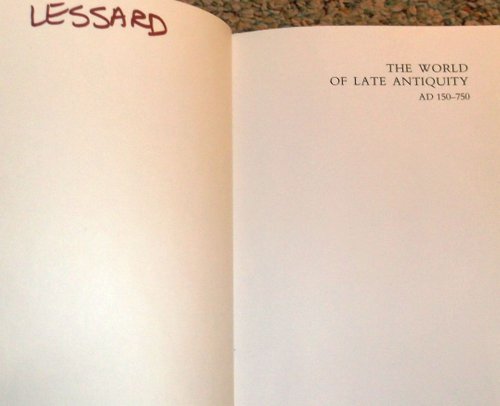 LESSARD
THE WORLD
OF LATE ANTIQUITY
AD 150–750